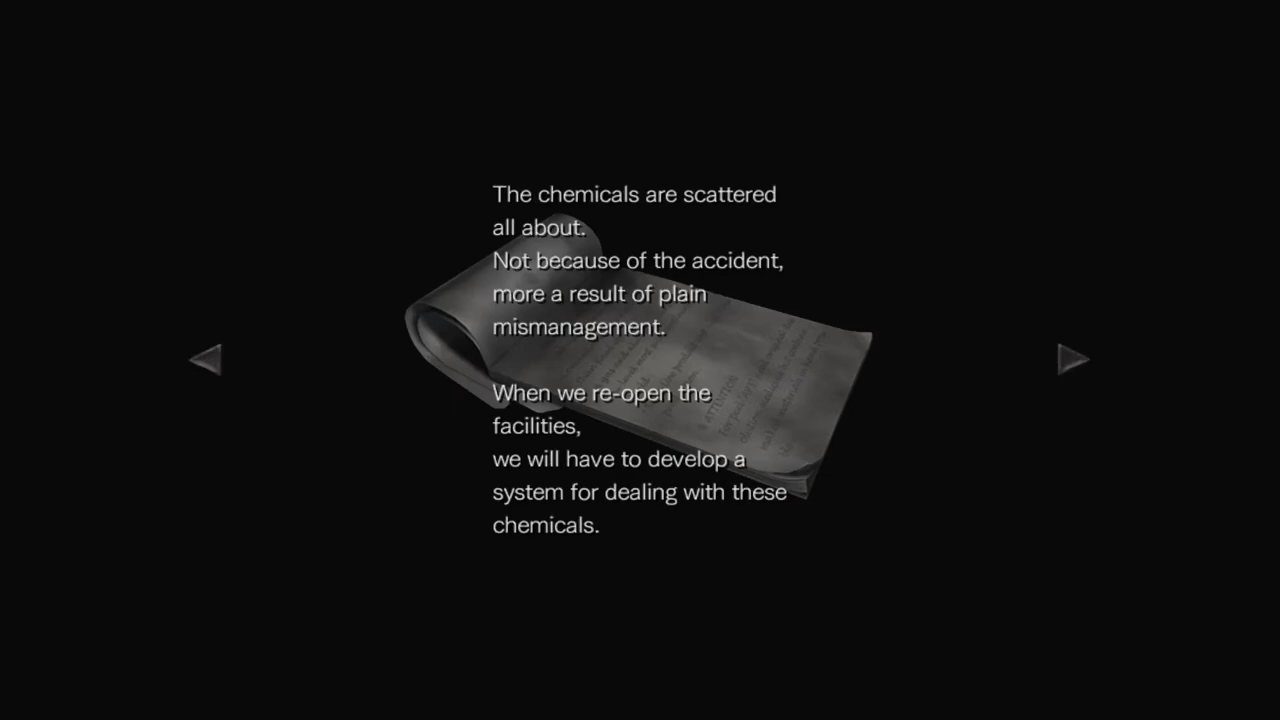 The chemicals are scattered
all about.
Not because of the accident,
more a result of plain
mismanagement.
When we re-open the
facilities,
we will have to develop a
system for dealing with these
chemicals.
ATTENTION